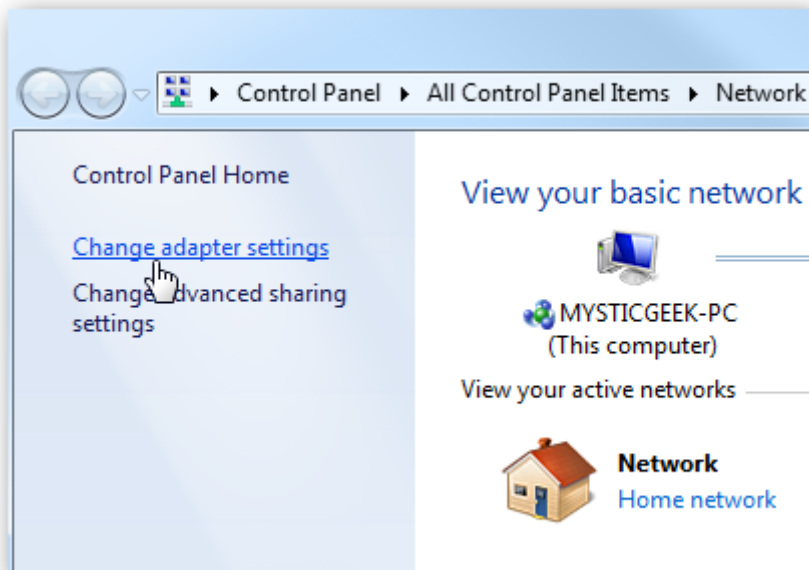 Control Panel ▸ All Control Panel Items ▸ Network
Control Panel Home
Change adapter settings
Change advanced sharing
settings
View your basic network
MYSTICGEEK-PC
(This computer)
View your active networks
Network
Home network